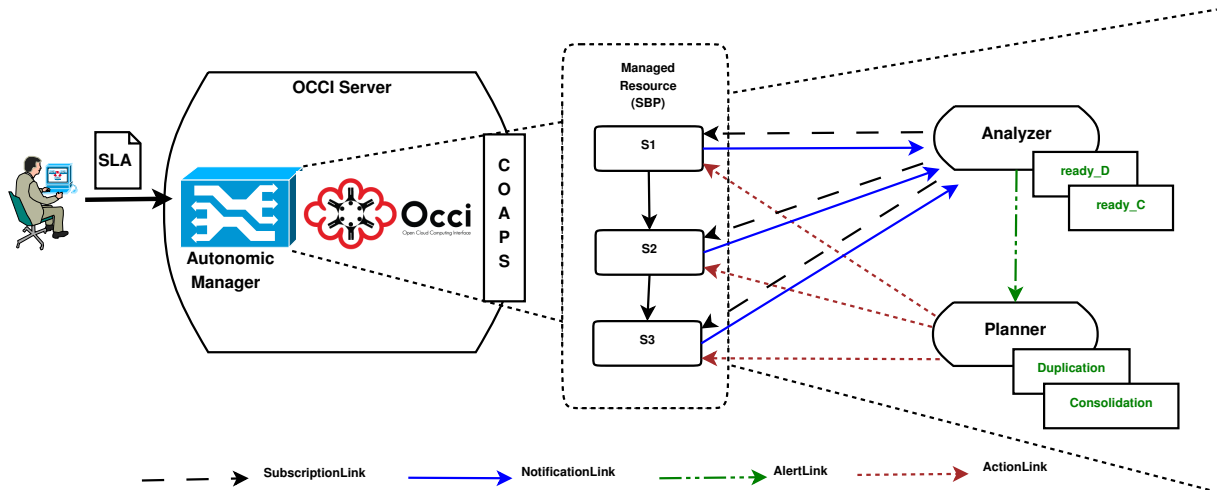 OCCI Server
SLA
Autonomic
Manager
Occi
Open Cloud Computing Interface
C
O
A
P
S
Managed
Resource
(SBP)
S1
S2
S3
Analyzer
ready_D
ready_C
Planner
Duplication
Consolidation
SubscriptionLink
NotificationLink
AlertLink
ActionLink